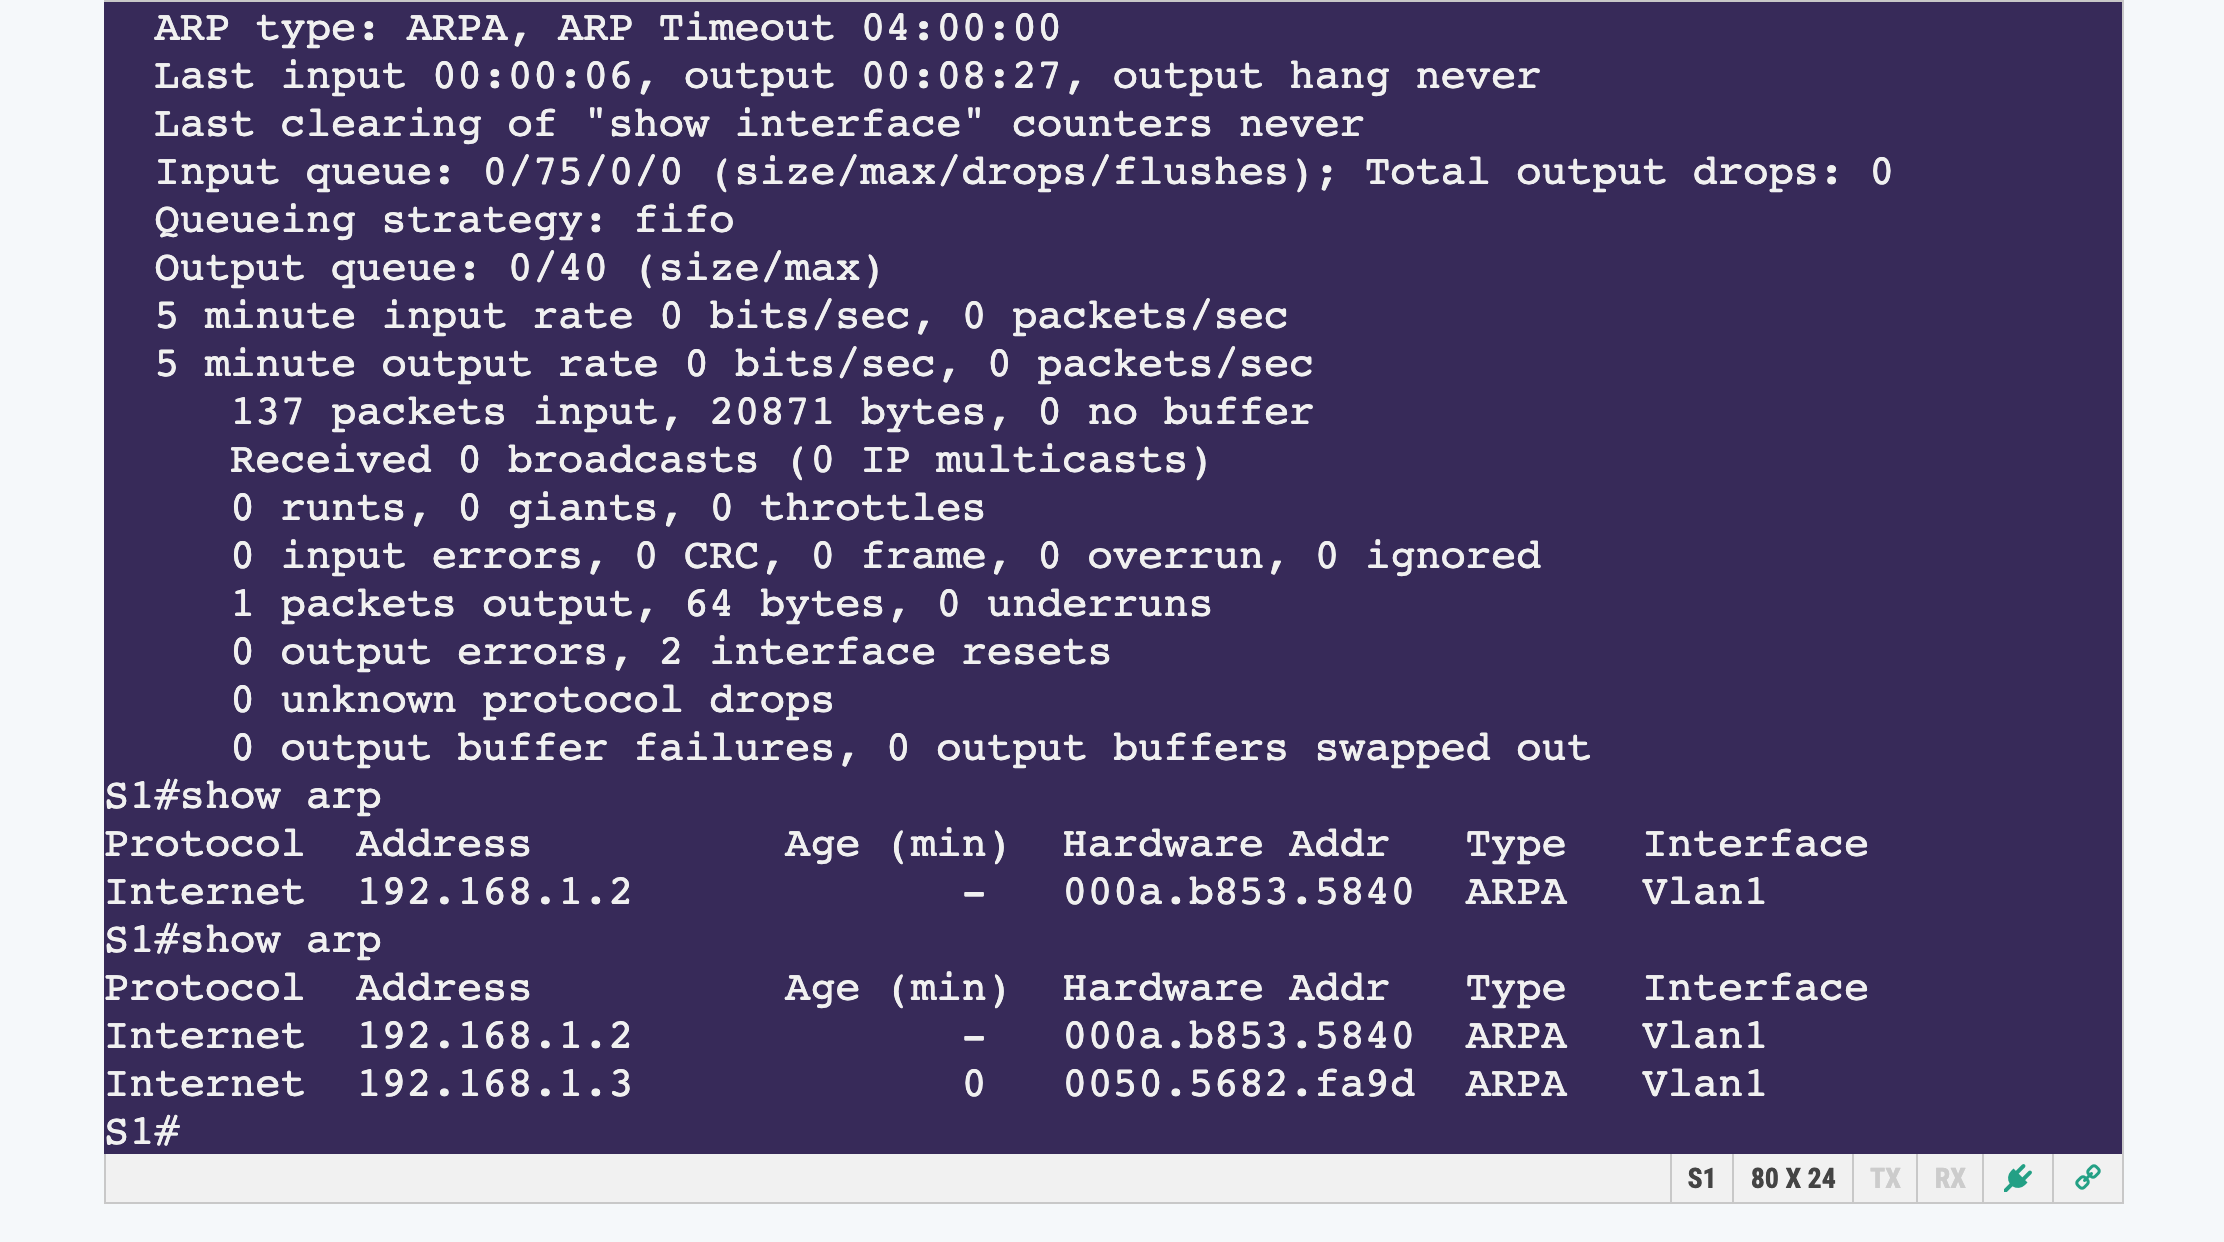 ARP type: ARPA, ARP Timeout 04:00:00
Last input 00:00:06, output 00:08:27, output hang never
Last clearing of "show interface" counters never
Input queue: 0/75/0/0 (size/max/drops/flushes); Total output drops: 0
Queueing strategy: fifo
Output queue: 0/40 (size/max)
5 minute input rate 0 bits/sec, 0 packets/sec
5 minute output rate 0 bits/sec, 0 packets/sec
137 packets input, 20871 bytes, 0 no buffer
Received 0 broadcasts (0 IP multicasts)
0 runts, 0 giants, 0 throttles
0 input errors, 0 CRC, 0 frame, 0 overrun, 0 ignored
1 packets output, 64 bytes, 0 underruns
0 output errors, 2 interface resets
0 unknown protocol drops
0 output buffer failures, 0 output buffers swapped out
S1#show arp
Protocol  Address          Age (min)  Hardware Addr   Type   Interface
Internet  192.168.1.2             -   000a.b853.5840  ARPA   Vlan1
S1#show arp
Protocol  Address          Age (min)  Hardware Addr   Type   Interface
Internet  192.168.1.2             -   000a.b853.5840  ARPA   Vlan1
Internet  192.168.1.3             0   0050.5682.fa9d  ARPA   Vlan1
S1#
S1 80 X 24 TX RX